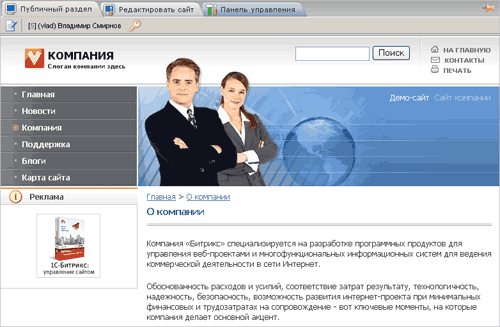 Публичный раздел Редактировать сайт Панель управления
[5] (vlad) Владимир Смирнов
КОМПАНИЯ
Слоган компании здесь
Поиск
НА ГЛАВНУЮ
КОНТАКТЫ
ПЕЧАТЬ
Главная
Новости
Компания
Поддержка
Блоги
Карта сайта
Демо-сайт Сайт компании
Реклама
1С-БИТРИКС:
управление сайтом
Главная > О компании
О компании
Компания «Битрикс» специализируется на разработке программных продуктов для
управления веб-проектами и многофункциональных информационных систем для ведения
коммерческой деятельности в сети Интернет.
Обоснованность расходов и усилий, соответствие затрат результату, технологичность,
надежность, безопасность, возможность развития интернет-проекта при минимальных
финансовых и трудозатратах на сопровождение - вот ключевые моменты, на которые
компания делает основной акцент.